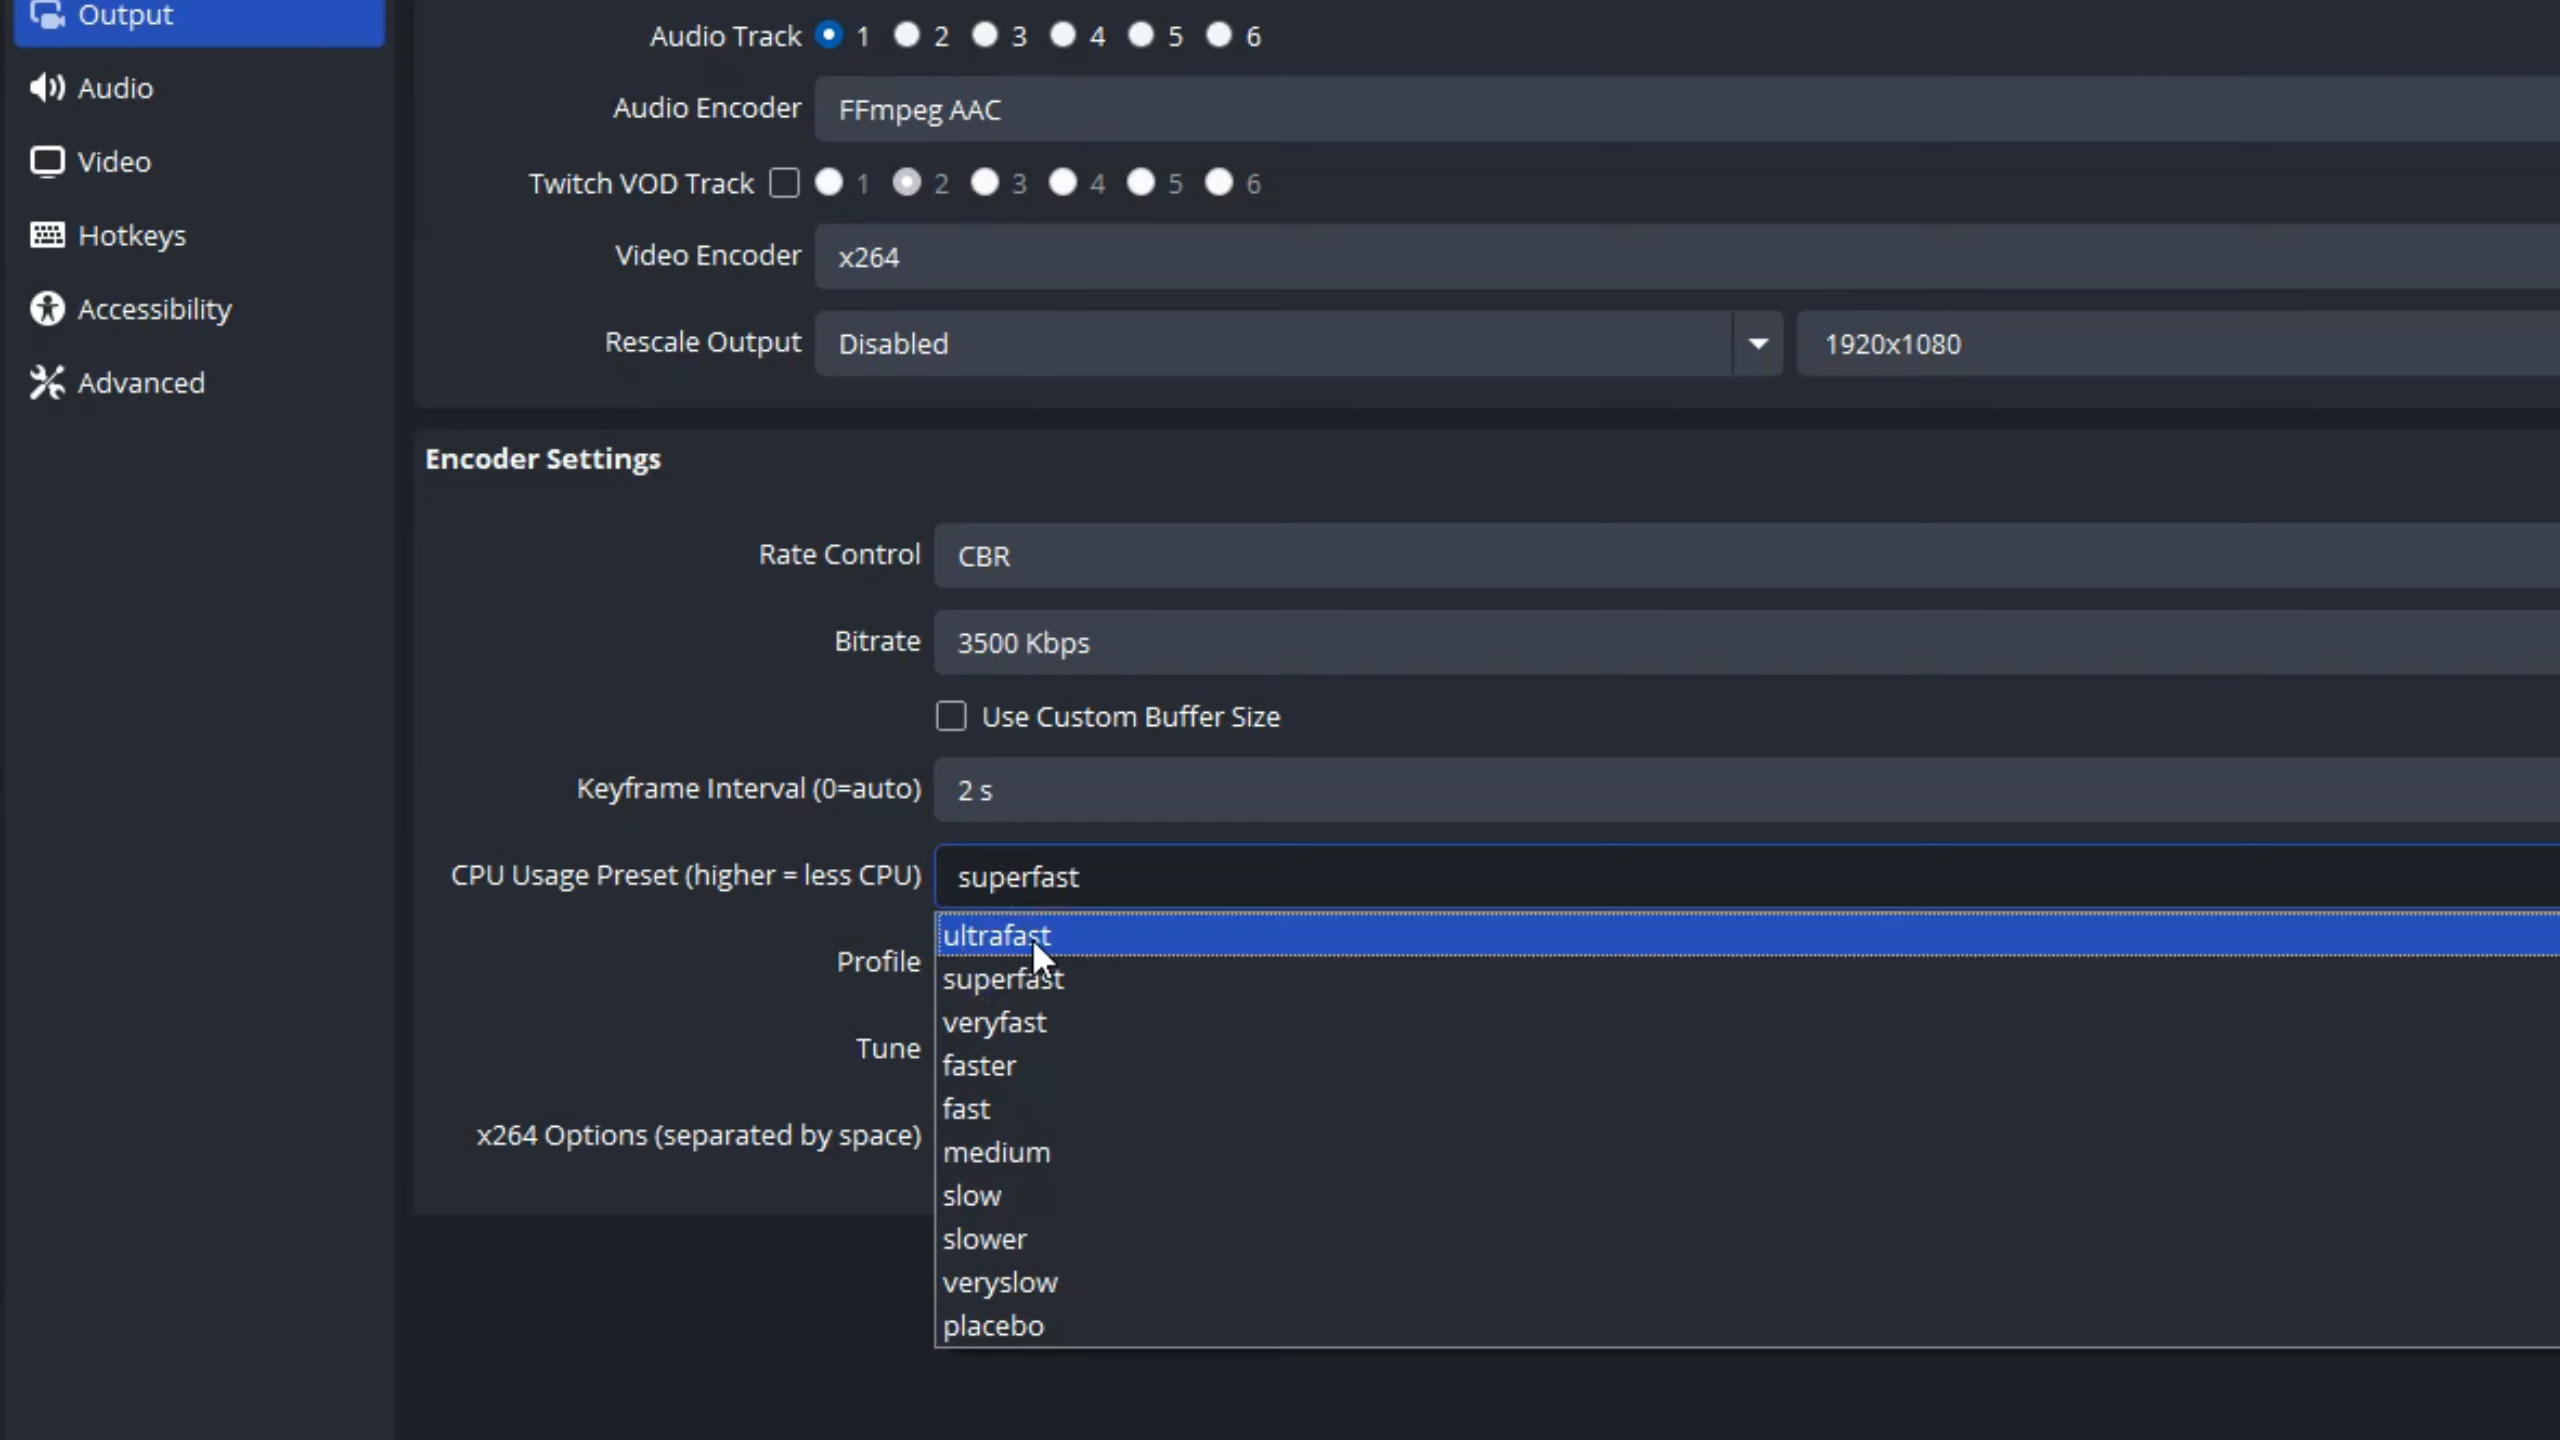 Output
Audio
Video
Hotkeys
Accessibility
Advanced
Audio Track 1 2 3 4 5 6
Audio Encoder FFmpeg AAC
Twitch VOD Track 1 2 3 4 5 6
Video Encoder x264
Rescale Output Disabled 1920x1080
Encoder Settings
Rate Control CBR
Bitrate 3500 Kbps
Use Custom Buffer Size
Keyframe Interval (0=auto) 2 s
CPU Usage Preset (higher = less CPU) superfast
ultrafast
Profile
superfast
veryfast
Tune
faster
fast
x264 Options (separated by space)
medium
slow
slower
veryslow
placebo